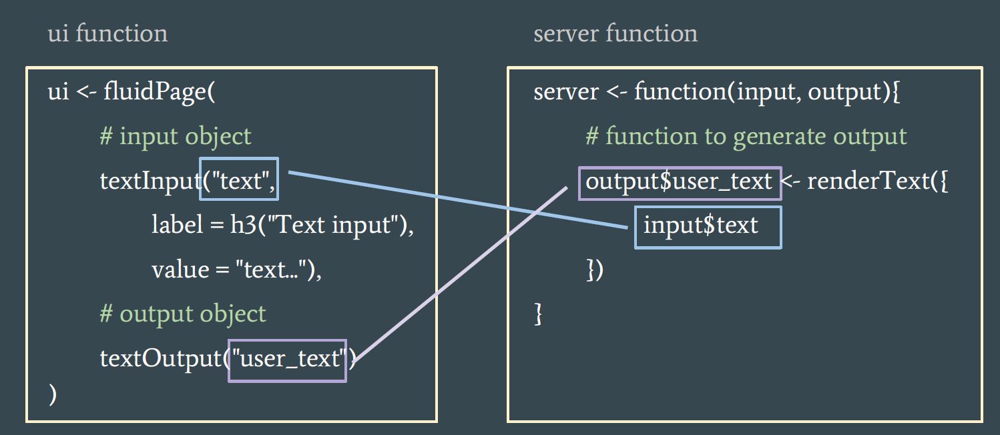 ui function
ui <- fluidPage(
# input object
textInput("text",
label = h3("Text input"),
value = "text..."),
# output object
textOutput("user_text")
)
server function
server <- function(input, output){
# function to generate output
output$user_text <- renderText({
input$text
})
}